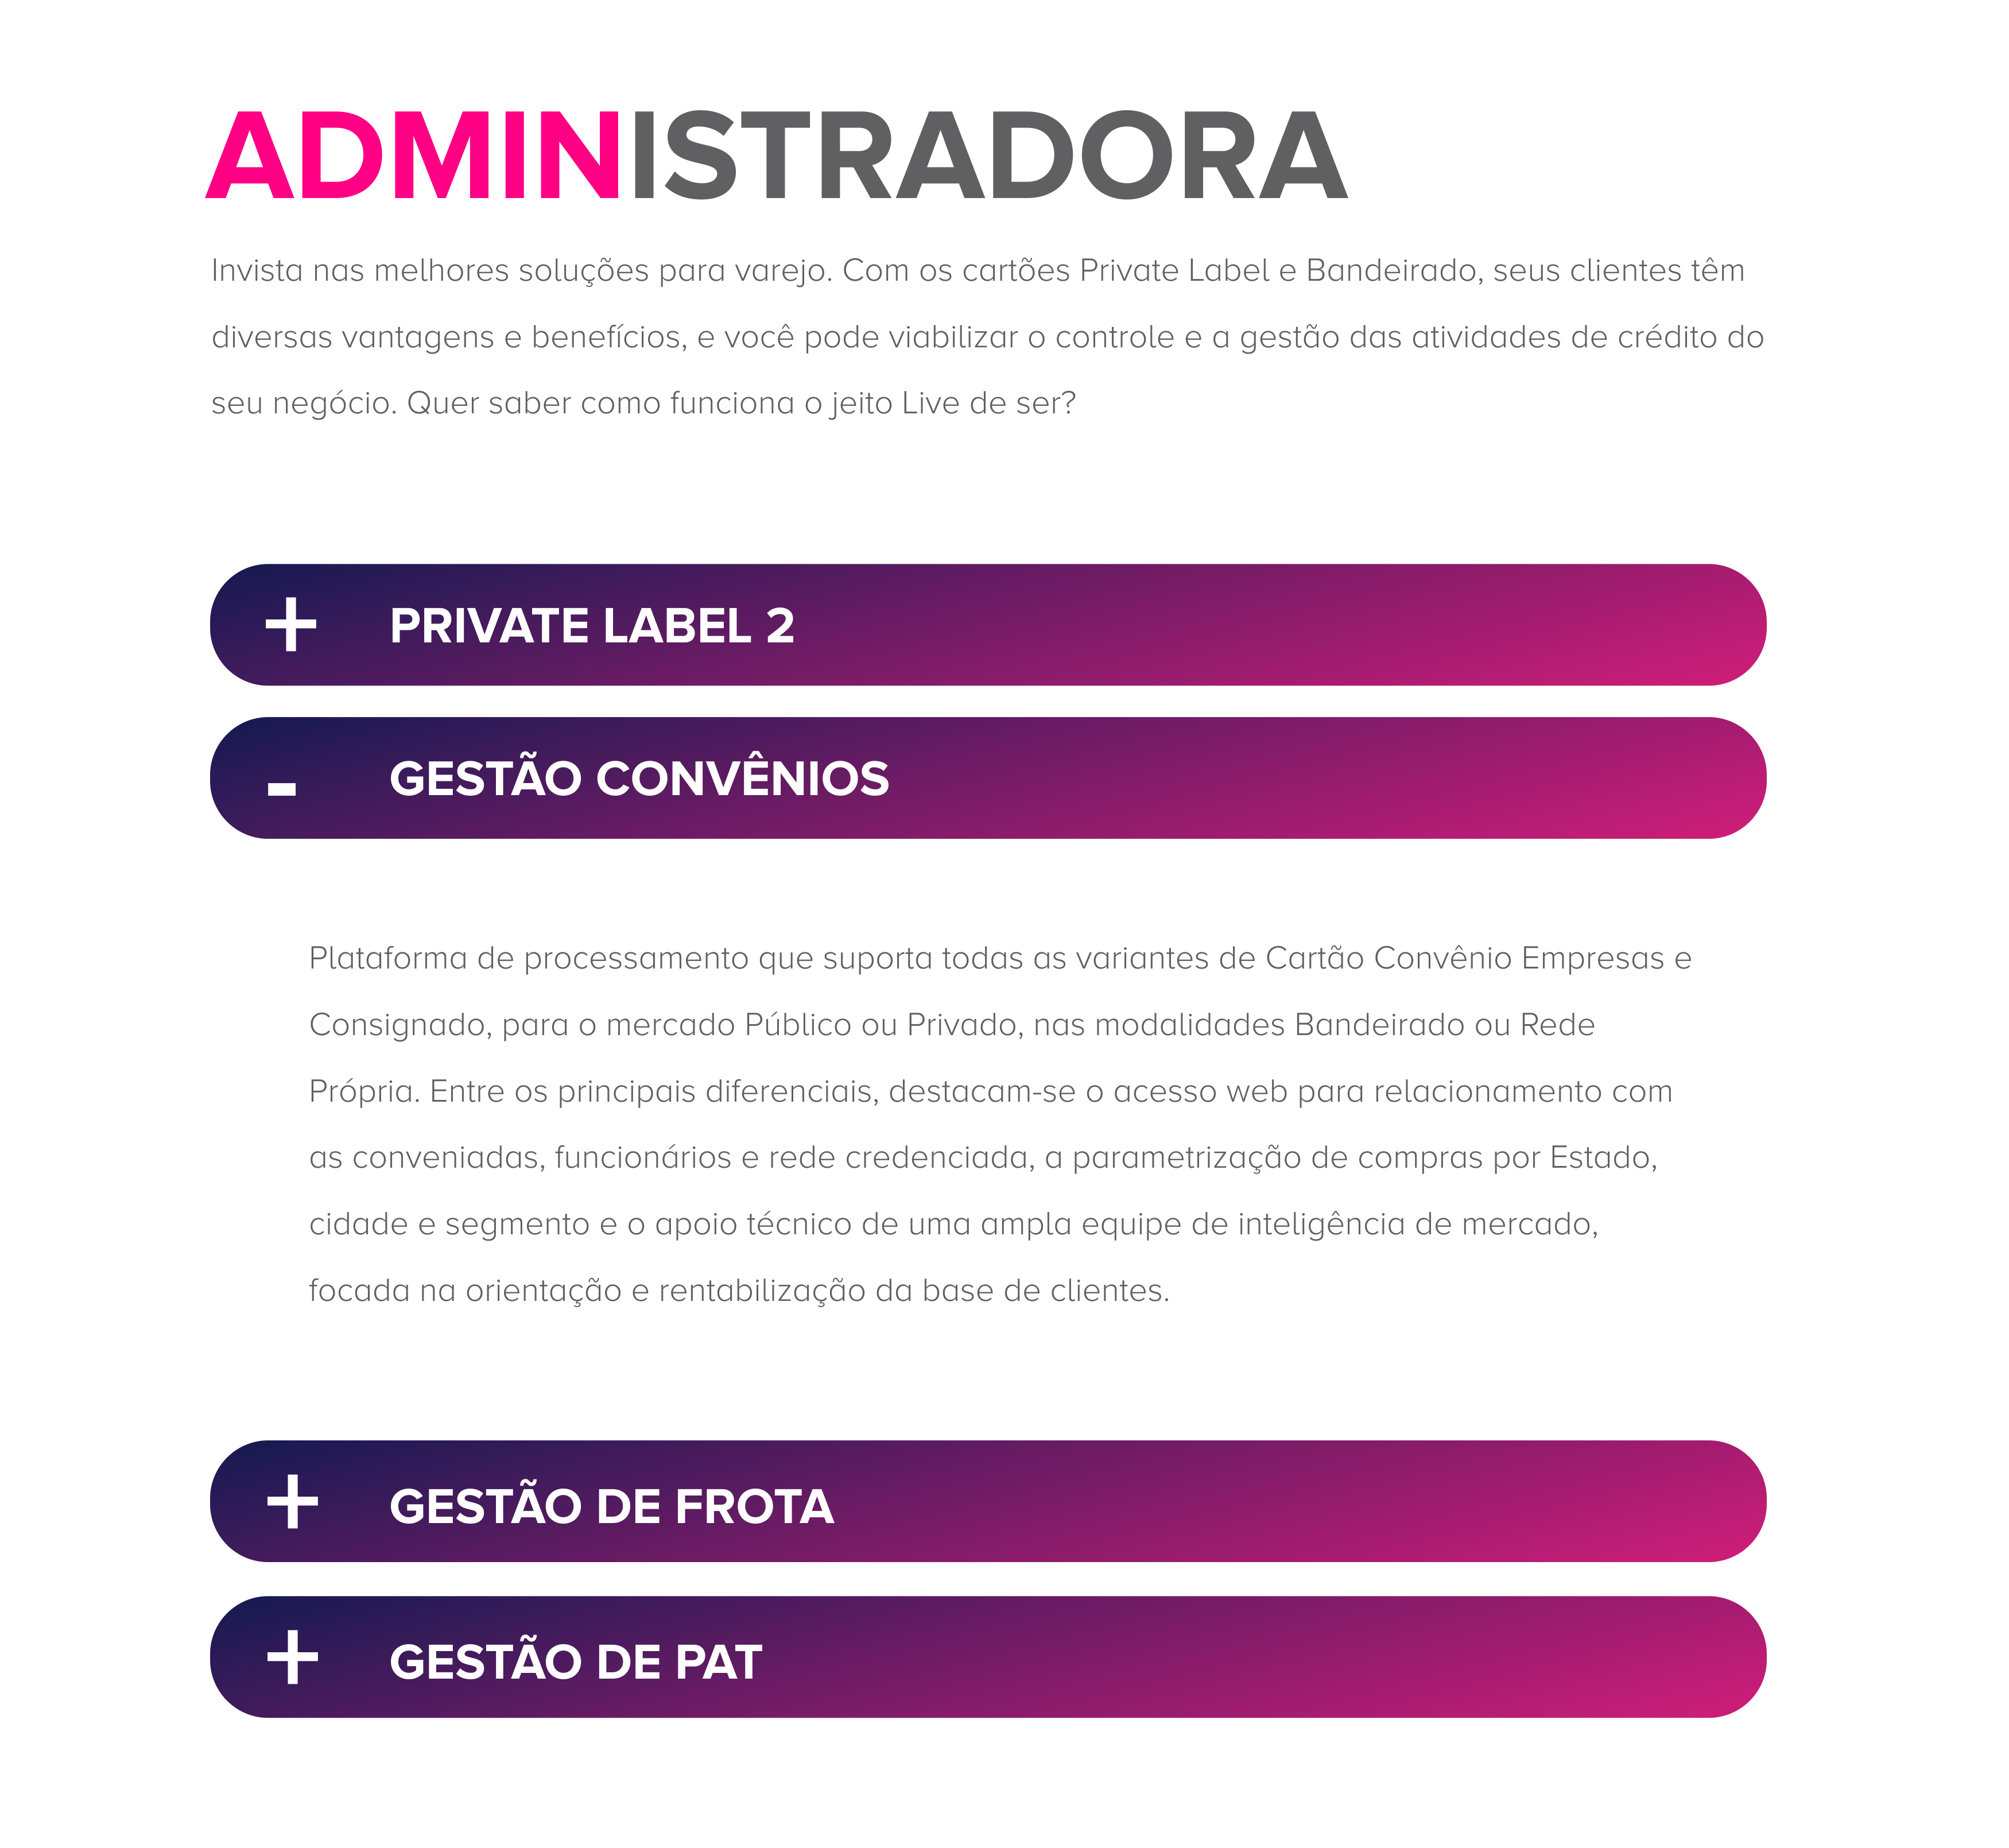 ADMINISTRADORA
Invista nas melhores soluções para varejo. Com os cartões Private Label e Bandeirado, seus clientes têm
diversas vantagens e benefícios, e você pode viabilizar o controle e a gestão das atividades de crédito do
seu negócio. Quer saber como funciona o jeito Live de ser?
+ PRIVATE LABEL 2
- GESTÃO CONVÊNIOS
Plataforma de processamento que suporta todas as variantes de Cartão Convênio Empresas e
Consignado, para o mercado Público ou Privado, nas modalidades Bandeirado ou Rede
Própria. Entre os principais diferenciais, destacam-se o acesso web para relacionamento com
as conveniadas, funcionários e rede credenciada, a parametrização de compras por Estado,
cidade e segmento e o apoio técnico de uma ampla equipe de inteligência de mercado,
focada na orientação e rentabilização da base de clientes.
+ GESTÃO DE FROTA
+ GESTÃO DE PAT